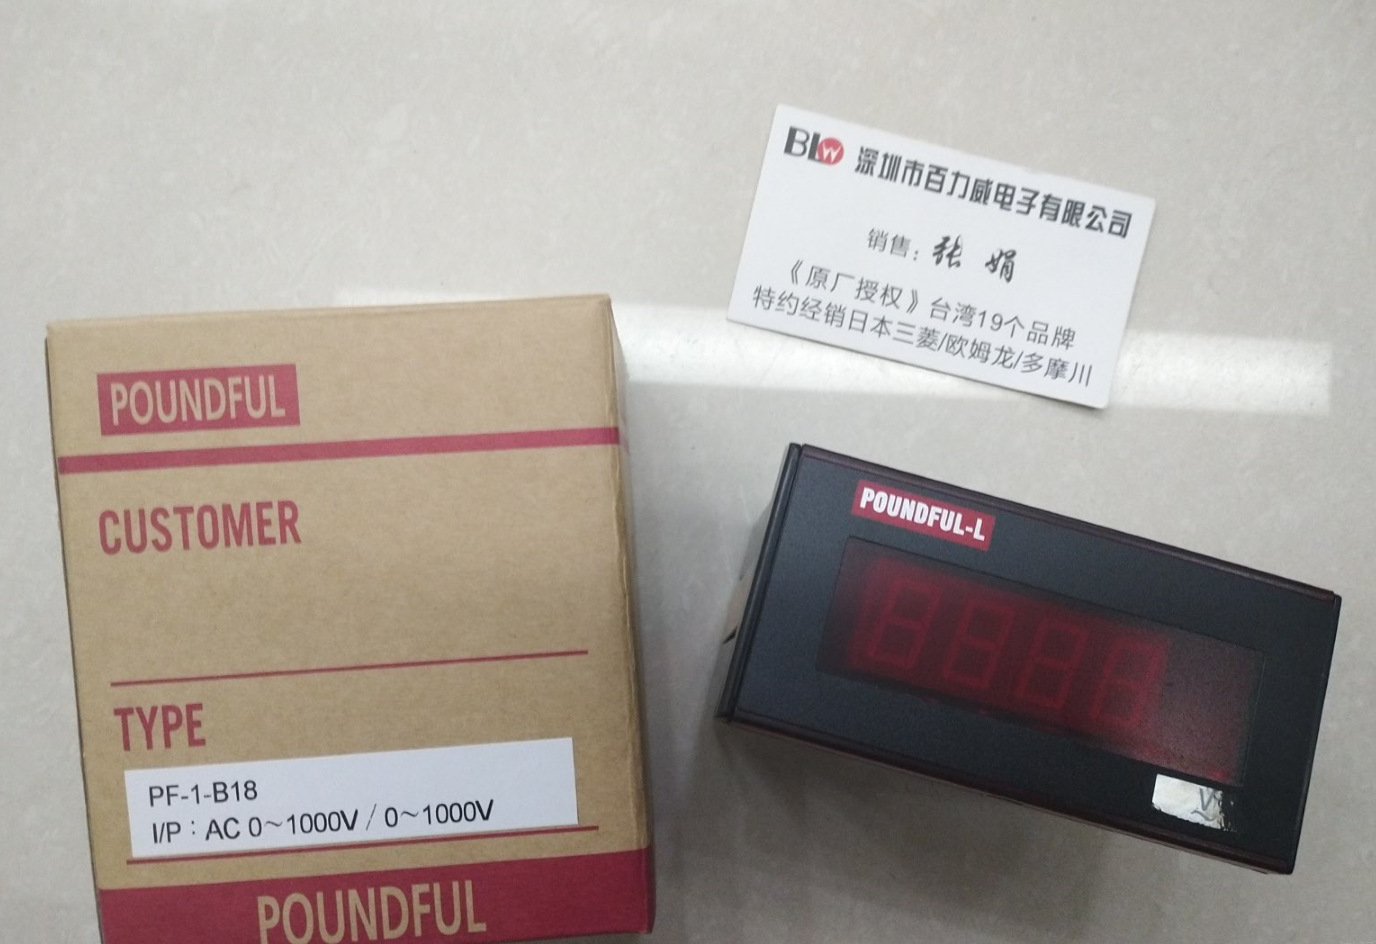 BLW 深圳市百力威电子有限公司
销售：张 娟
《原厂授权》台湾19个品牌
特约经销日本三菱/欧姆龙/多摩川
POUNDFUL
CUSTOMER
TYPE
PF-1-B18
I/P：AC 0～1000V / 0～1000V
POUNDFUL
POUNDFUL-L
8888
V